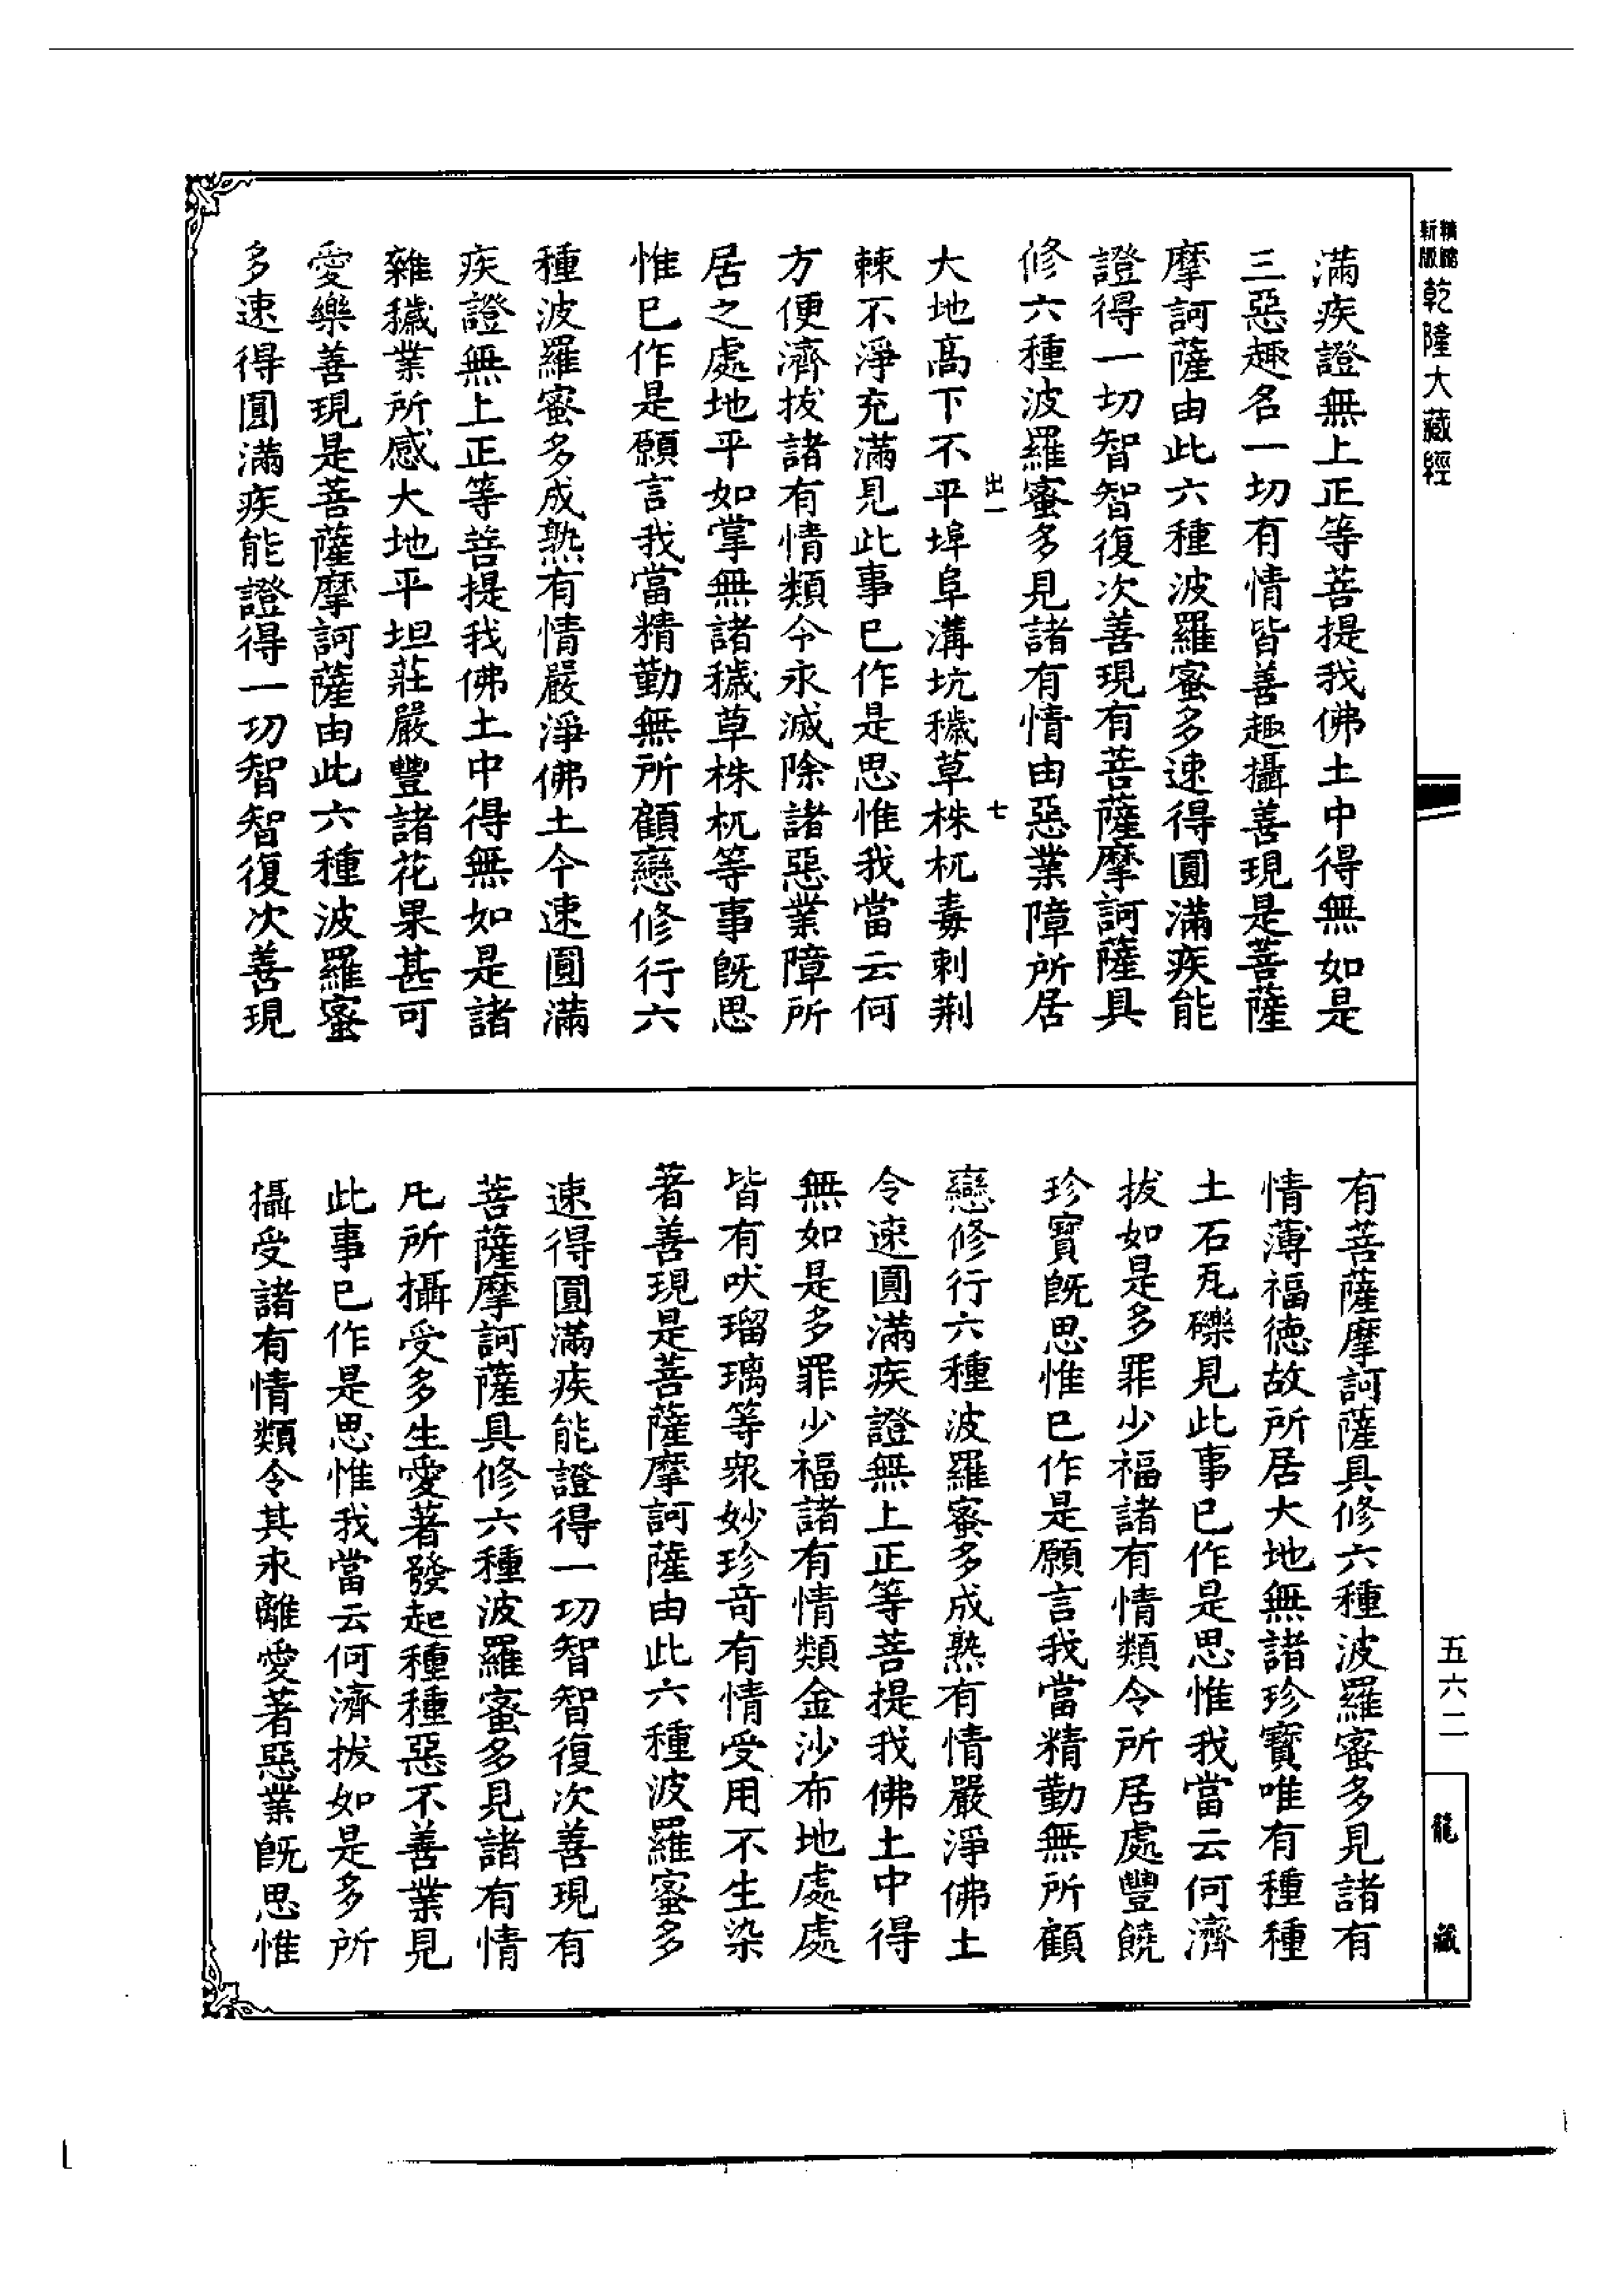 精縮
新版
乾隆大藏經
滿疾證無上正等菩提我佛土中得無如是
三惡趣名一切有情皆善趣攝善現是菩薩
摩訶薩由此六種波羅蜜多速得圓滿疾能
證得一切智智復次善現有菩薩摩訶薩具
修六種波羅蜜多見諸有情由惡業障所居
出一 七
大地高下不平埠阜溝坑穢草株杌毒刺荆
棘不淨充滿見此事已作是思惟我當云何
方便濟拔諸有情類令永滅除諸惡業障所
居之處地平如掌無諸穢草株杌等事旣思
惟已作是願言我當精勤無所顧戀修行六
種波羅蜜多成熟有情嚴淨佛土令速圓滿
疾證無上正等菩提我佛土中得無如是諸
雜穢業所感大地平坦莊嚴豐諸花果甚可
愛樂善現是菩薩摩訶薩由此六種波羅蜜
多速得圓滿疾能證得一切智智復次善現
有菩薩摩訶薩具修六種波羅蜜多見諸有
情薄福德故所居大地無諸珍寶唯有種種
土石瓦礫見此事已作是思惟我當云何濟
拔如是多罪少福諸有情類令所居處豐饒
珍寶旣思惟已作是願言我當精勤無所顧
戀修行六種波羅蜜多成熟有情嚴淨佛土
令速圓滿疾證無上正等菩提我佛土中得
無如是多罪少福諸有情類金沙布地處處
皆有吠瑠璃等衆妙珍奇有情受用不生染
著善現是菩薩摩訶薩由此六種波羅蜜多
速得圓滿疾能證得一切智智復次善現有
菩薩摩訶薩具修六種波羅蜜多見諸有情
凡所攝受多生愛著發起種種惡不善業見
此事已作是思惟我當云何濟拔如是多所
攝受諸有情類令其永離愛著惡業旣思惟
五六二
龍藏